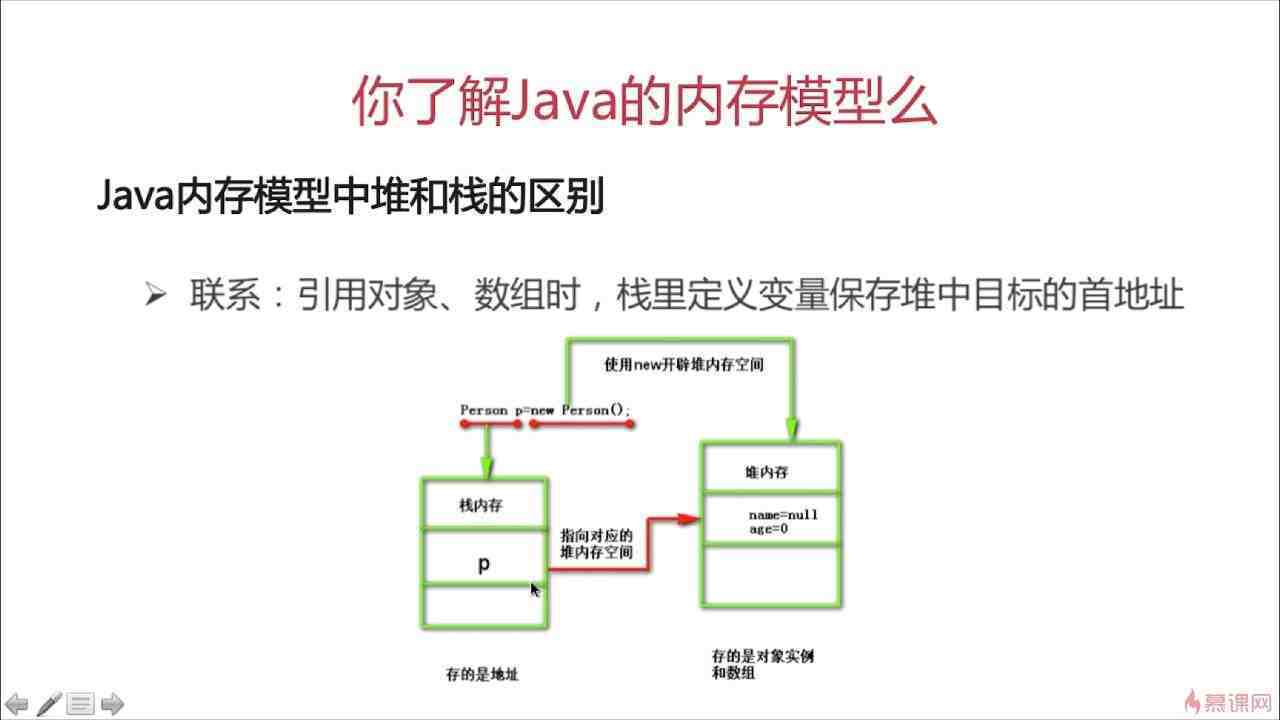 你了解Java的内存模型么
Java内存模型中堆和栈的区别
联系：引用对象、数组时，栈里定义变量保存堆中目标的首地址
使用new开辟堆内存空间
Person p=new Person();
栈内存
p
指向对应的
堆内存空间
堆内存
name=null
age=0
存的是地址
存的是对象实例
和数组
慕课网